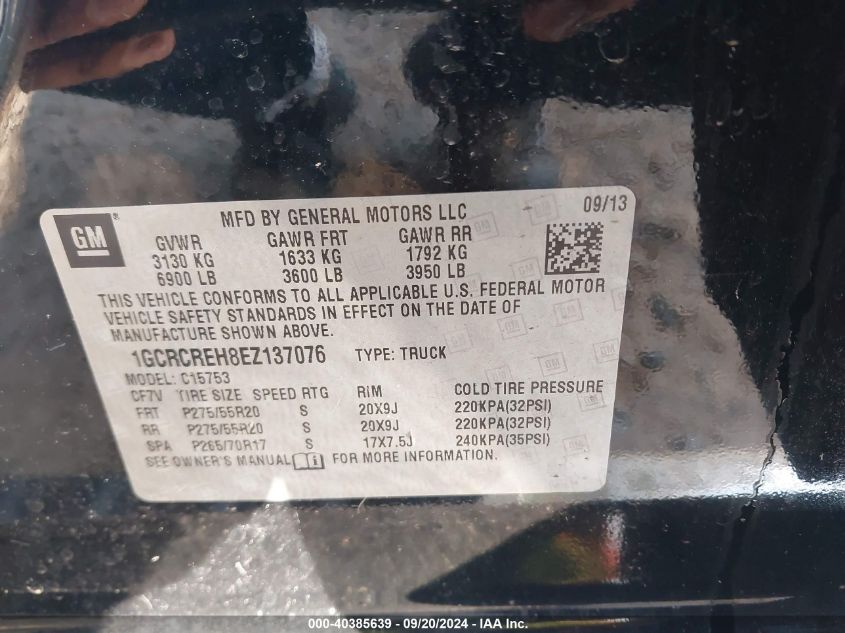 GM
MFD BY GENERAL MOTORS LLC 09/13
GVWR GAWR FRT GAWR RR
3130 KG 1633 KG 1792 KG
6900 LB 3600 LB 3950 LB
THIS VEHICLE CONFORMS TO ALL APPLICABLE U.S. FEDERAL MOTOR
VEHICLE SAFETY STANDARDS IN EFFECT ON THE DATE OF
MANUFACTURE SHOWN ABOVE.
1GCRCREH8EZ137076 TYPE: TRUCK
MODEL: C15753
CF7V TIRE SIZE SPEED RTG RIM COLD TIRE PRESSURE
FRT P275/55R20 S 20X9J 220KPA(32PSI)
RR P275/55R20 S 20X9J 220KPA(32PSI)
SPA P265/70R17 S 17X7.5J 240KPA(35PSI)
SEE OWNER'S MANUAL FOR MORE INFORMATION.
000-40385639 - 09/20/2024 - IAA Inc.